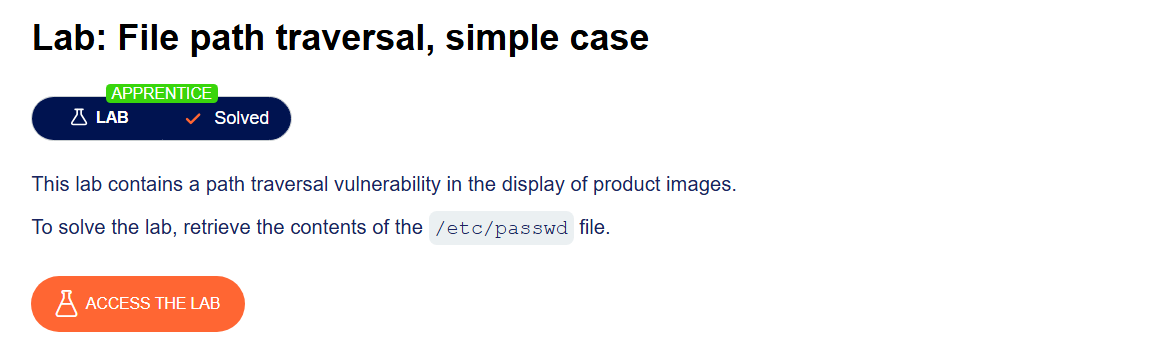 Lab: File path traversal, simple case
APPRENTICE
LAB Solved
This lab contains a path traversal vulnerability in the display of product images.
To solve the lab, retrieve the contents of the /etc/passwd file.
ACCESS THE LAB